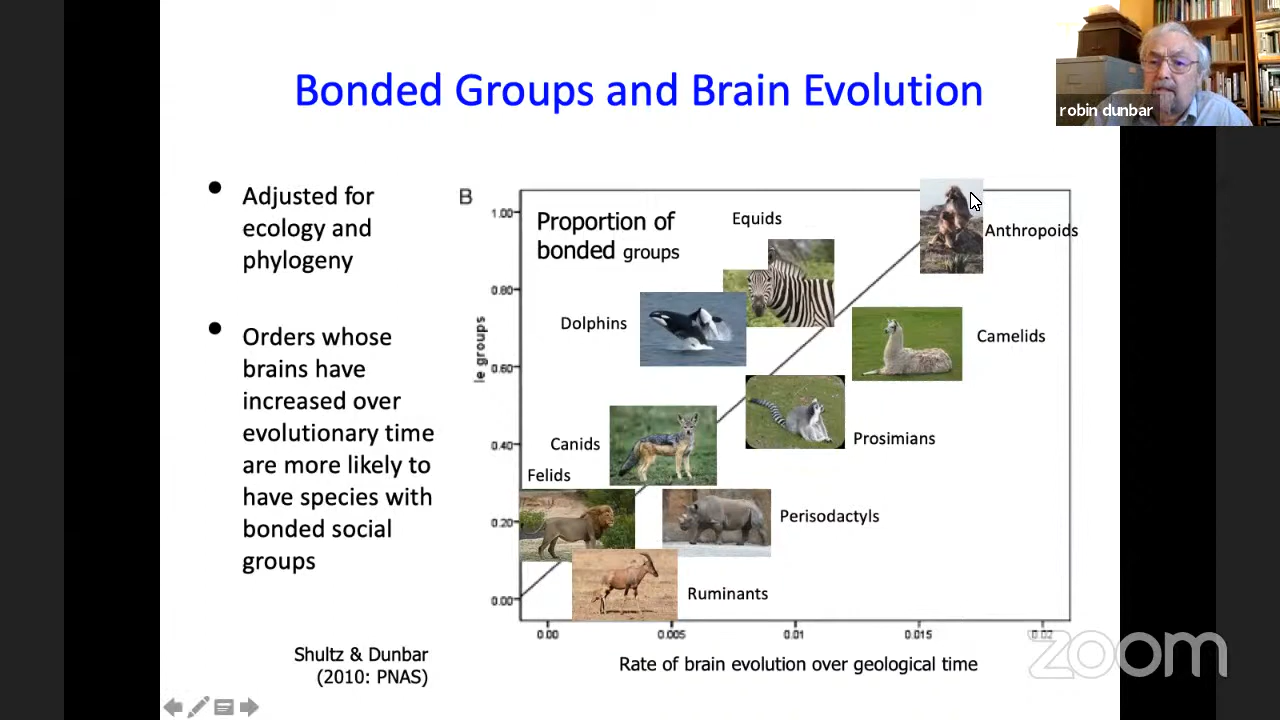 Bonded Groups and Brain Evolution
robin dunbar
• Adjusted for
ecology and
phylogeny
• Orders whose
brains have
increased over
evolutionary time
are more likely to
have species with
bonded social
groups
Shultz & Dunbar
(2010: PNAS)
B
Proportion of
bonded groups
le groups
1.00
0.80
0.60
0.40
0.20
0.00
Equids
Anthropoids
Dolphins
Camelids
Canids
Prosimians
Felids
Perisodactyls
Ruminants
0.00 0.005 0.01 0.015 0.02
Rate of brain evolution over geological time
zoom